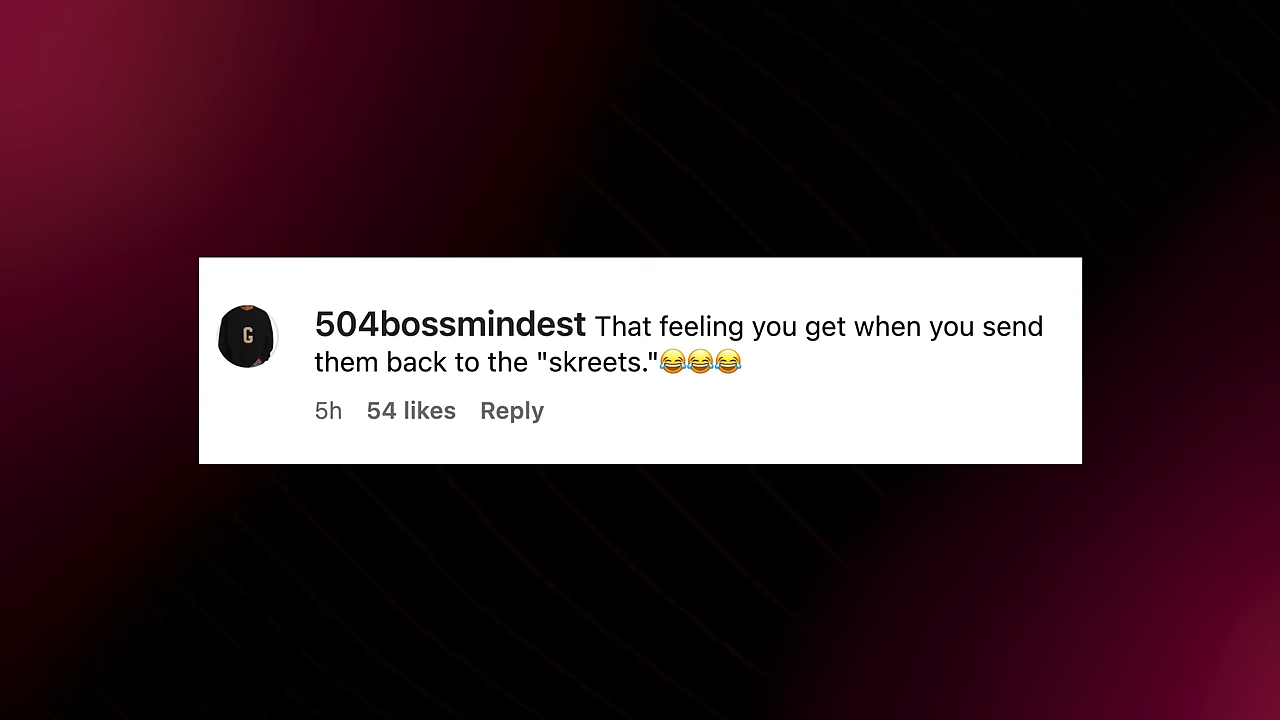 504bossmindest That feeling you get when you send
them back to the "skreets."😂😂😂
5h 54 likes Reply
G